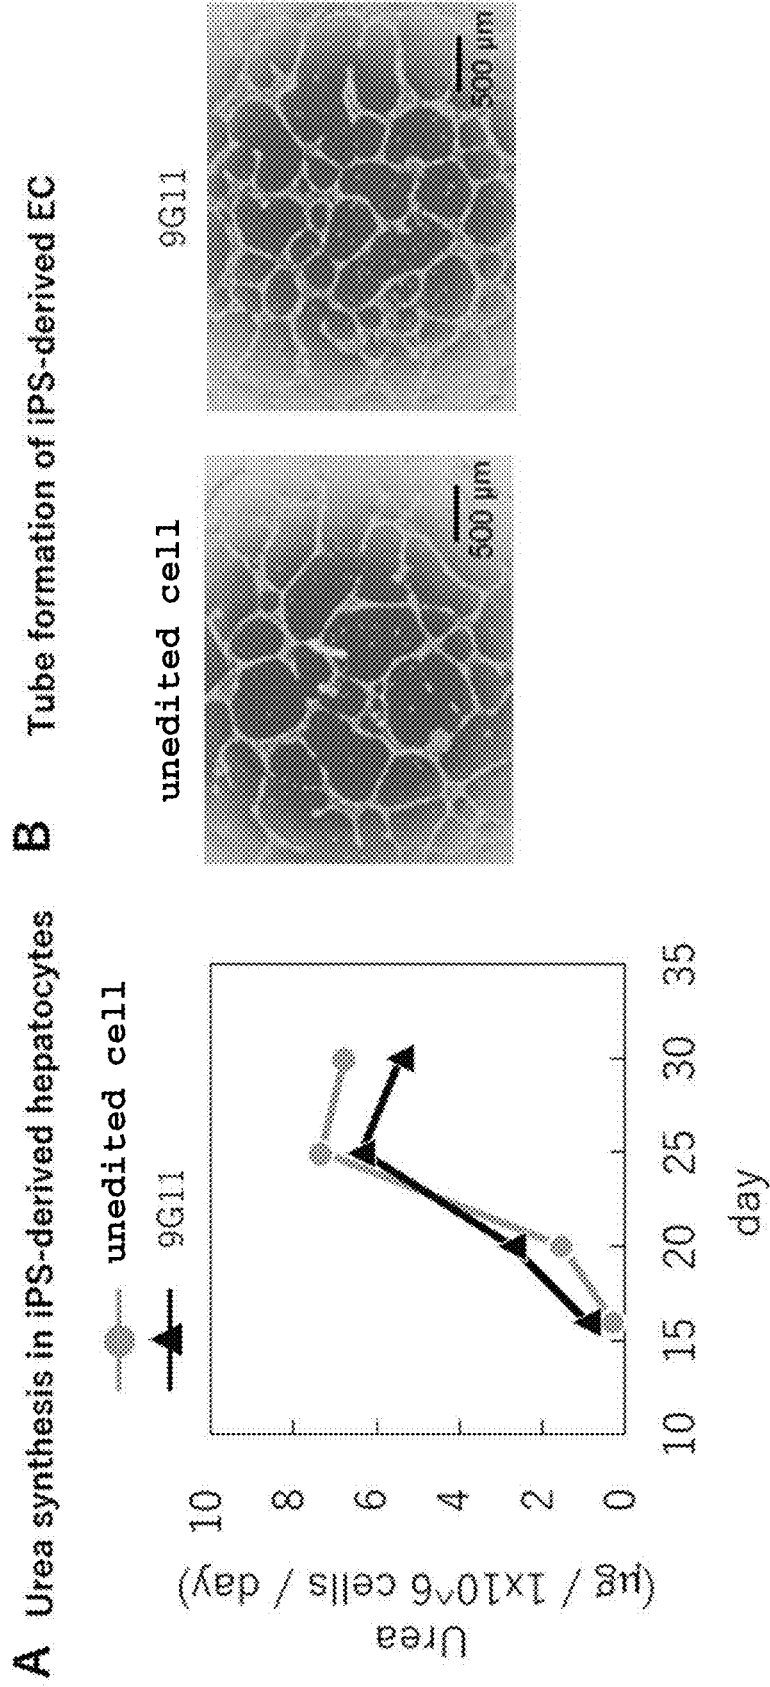 A Urea synthesis in iPS-derived hepatocytes
unedited cell
9G11
Urea
(µg / 1x10^6 cells / day)
10
8
6
4
2
0
10 15 20 25 30 35
day
B Tube formation of iPS-derived EC
unedited cell
9G11
500 µm
500 µm